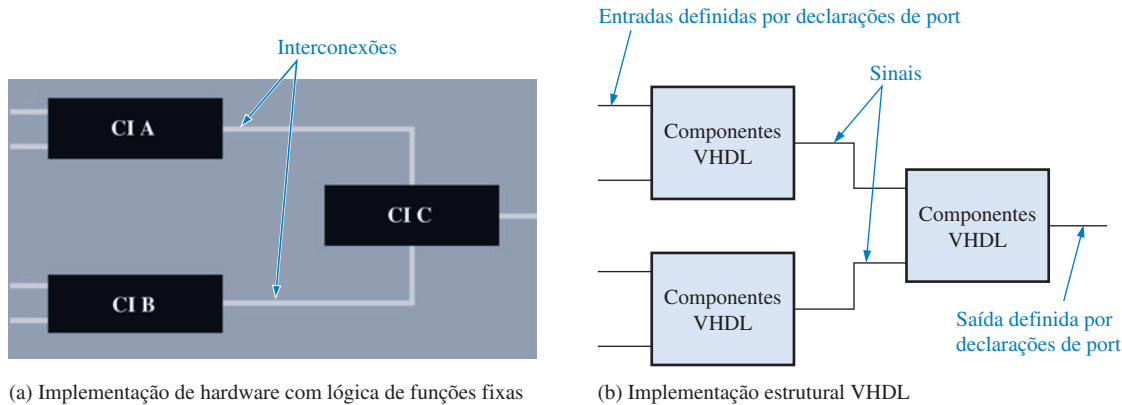 Interconexões
CI A
CI C
CI B
(a) Implementação de hardware com lógica de funções fixas
Entradas definidas por declarações de port
Sinais
Componentes
VHDL
Componentes
VHDL
Componentes
VHDL
Saída definida por
declarações de port
(b) Implementação estrutural VHDL